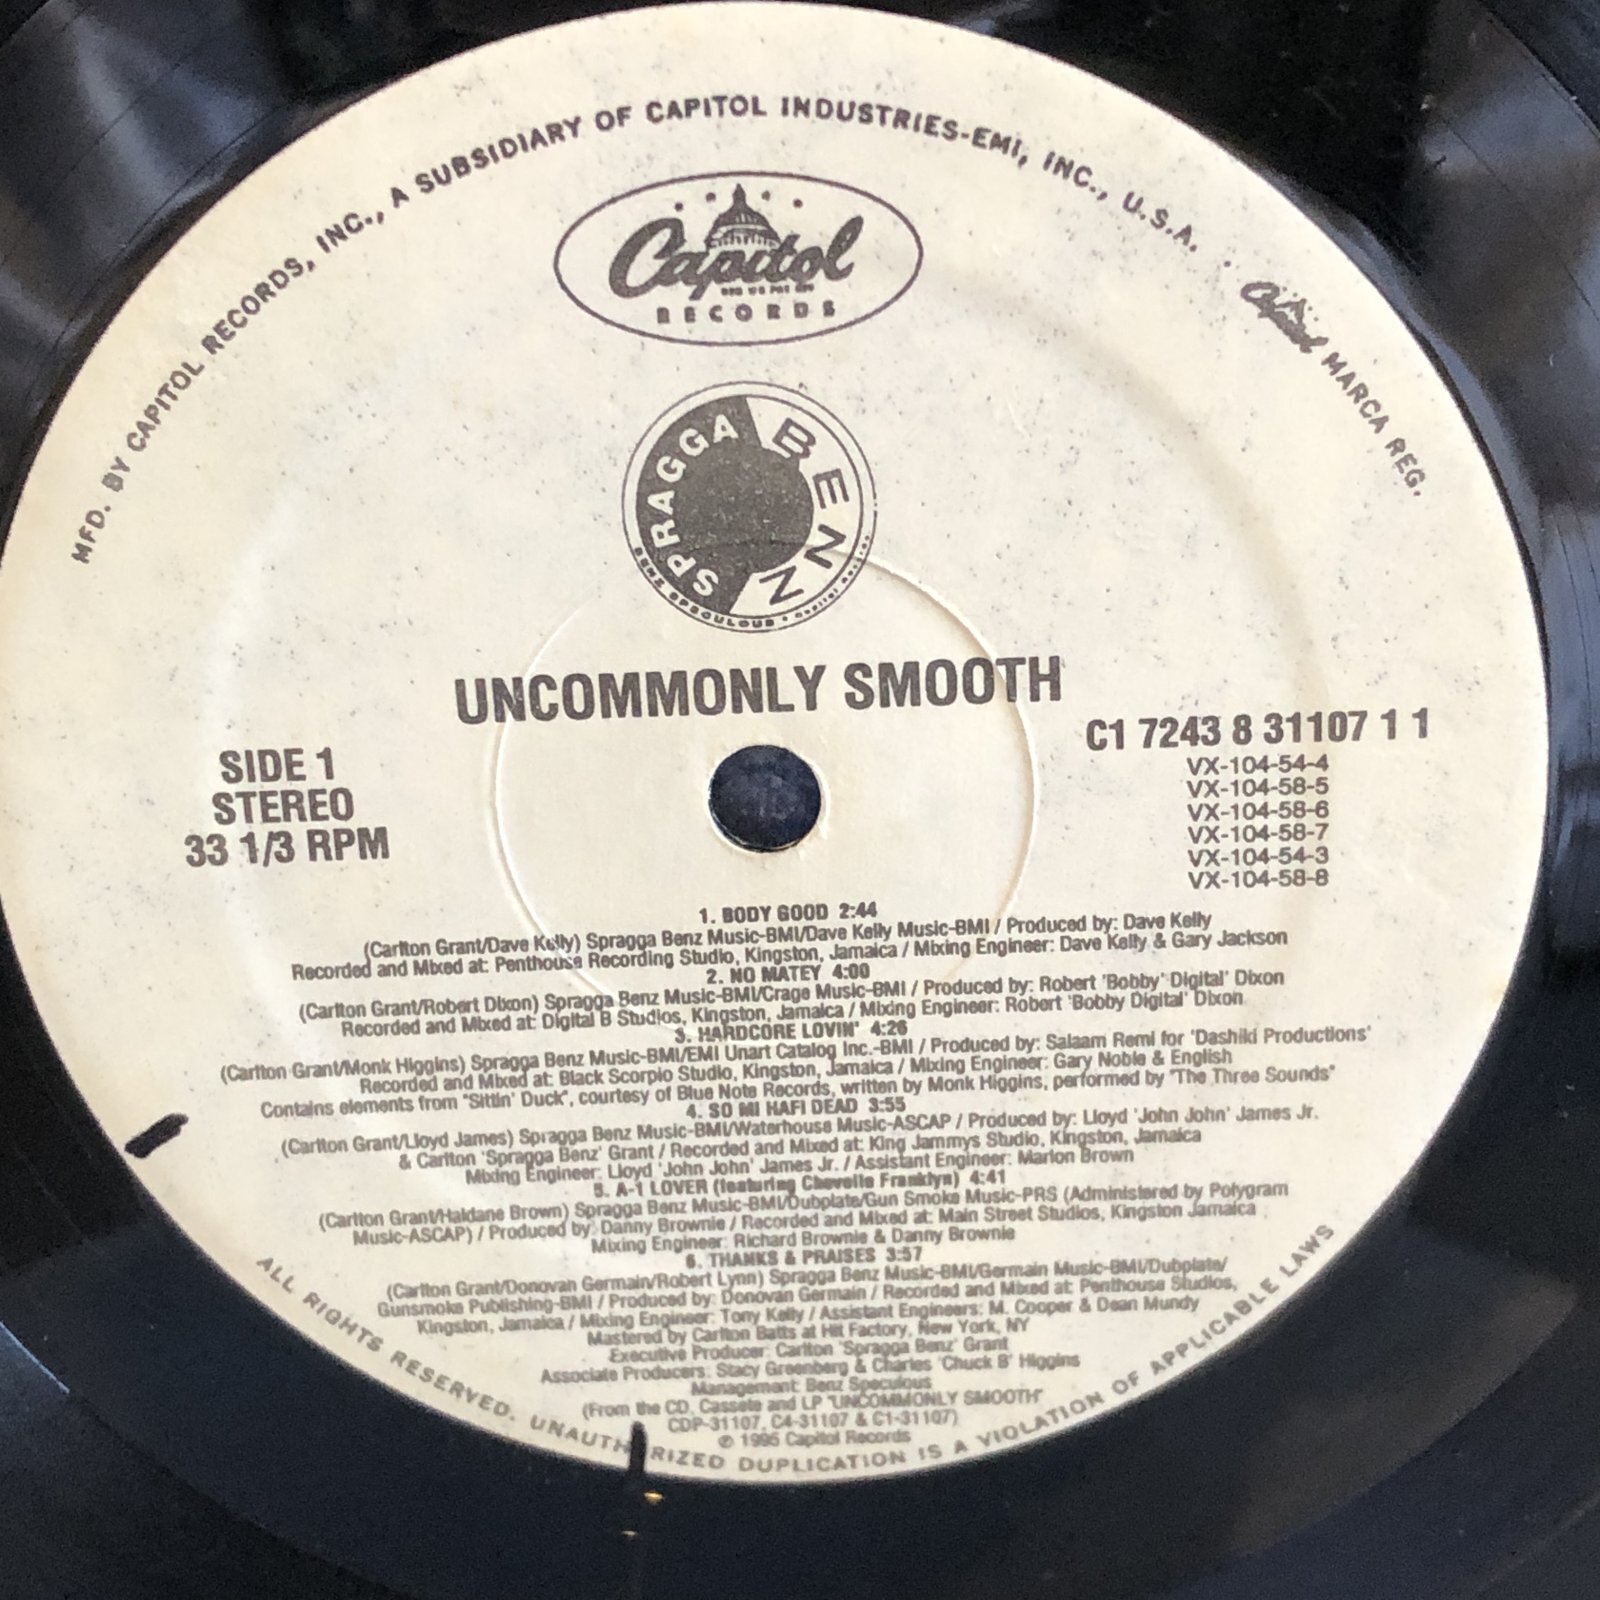 MFD. BY CAPITOL RECORDS, INC., A SUBSIDIARY OF CAPITOL INDUSTRIES-EMI, INC., U.S.A. · Capitol MARCA REG.
Capitol
RECORDS
SPRAGGA BENZ
BENZ SPECULOUS •
UNCOMMONLY SMOOTH
SIDE 1
STEREO
33 1/3 RPM
C1 7243 8 31107 1 1
VX-104-54-4
VX-104-58-5
VX-104-58-6
VX-104-58-7
VX-104-54-3
VX-104-58-8
1. BODY GOOD 2:44
(Carlton Grant/Dave Kelly) Spragga Benz Music-BMI/Dave Kelly Music-BMI / Produced by: Dave Kelly
Recorded and Mixed at: Penthouse Recording Studio, Kingston, Jamaica / Mixing Engineer: Dave Kelly & Gary Jackson
2. NO MATEY 4:00
(Carlton Grant/Robert Dixon) Spragga Benz Music-BMI/Crage Music-BMI / Produced by: Robert 'Bobby' Digital' Dixon
Recorded and Mixed at: Digital B Studios, Kingston, Jamaica / Mixing Engineer: Robert 'Bobby Digital' Dixon
3. HARDCORE LOVIN' 4:26
(Carlton Grant/Monk Higgins) Spragga Benz Music-BMI/EMI Unart Catalog Inc.-BMI / Produced by: Salaam Remi for 'Dashiki Productions'
Recorded and Mixed at: Black Scorpio Studio, Kingston, Jamaica / Mixing Engineer: Gary Noble & English
Contains elements from "Sittin' Duck", courtesy of Blue Note Records, written by Monk Higgins, performed by "The Three Sounds"
4. SO MI HAFI DEAD 3:55
(Carlton Grant/Lloyd James) Spragga Benz Music-BMI/Waterhouse Music-ASCAP / Produced by: Lloyd 'John John' James Jr.
& Carlton 'Spragga Benz' Grant / Recorded and Mixed at: King Jammys Studio, Kingston, Jamaica
Mixing Engineer: Lloyd 'John John' James Jr. / Assistant Engineer: Marlon Brown
5. A-1 LOVER (featuring Chevelle Franklyn) 4:41
(Carlton Grant/Haldane Brown) Spragga Benz Music-BMI/Dubplate/Gun Smoke Music-PRS (Administered by Polygram
Music-ASCAP) / Produced by: Danny Brownie / Recorded and Mixed at: Main Street Studios, Kingston Jamaica
Mixing Engineer: Richard Brownie & Danny Brownie
6. THANKS & PRAISES 3:57
(Carlton Grant/Donovan Germain/Robert Lynn) Spragga Benz Music-BMI/Germain Music-BMI/Dubplate/
Gunsmoke Publishing-BMI / Produced by: Donovan Germain / Recorded and Mixed at: Penthouse Studios,
Kingston, Jamaica / Mixing Engineer: Tony Kelly / Assistant Engineers: M. Cooper & Dean Mundy
Mastered by Carlton Batts at Hit Factory, New York, NY
Executive Producer: Carlton 'Spragga Benz' Grant
Associate Producers: Stacy Greenberg & Charles 'Chuck B' Higgins
Management: Benz Speculous
(From the CD, Cassete and LP "UNCOMMONLY SMOOTH"
CDP-31107, C4-31107 & C1-31107)
℗ 1995 Capitol Records
ALL RIGHTS RESERVED. UNAUTHORIZED DUPLICATION IS A VIOLATION OF APPLICABLE LAWS